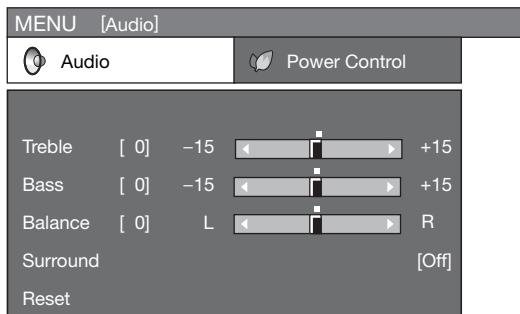 MENU [Audio]
Audio Power Control
Treble [ 0] −15 +15
Bass [ 0] −15 +15
Balance [ 0] L R
Surround [Off]
Reset